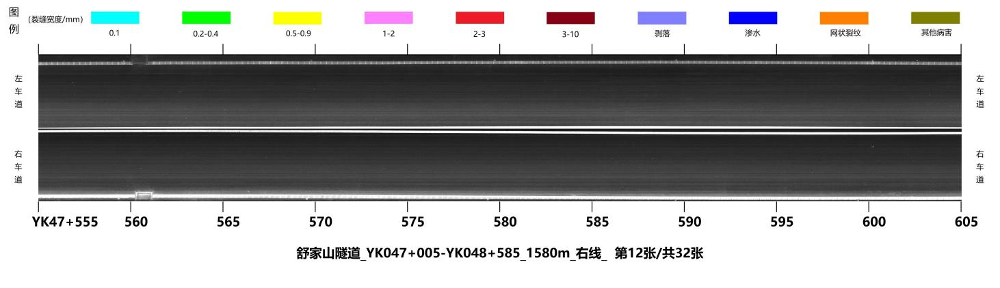 图例 (裂缝宽度/mm) 0.1 0.2-0.4 0.5-0.9 1-2 2-3 3-10 剥落 渗水 网状裂纹 其他病害
左车道
左车道
右车道
右车道
YK47+555 560 565 570 575 580 585 590 595 600 605
舒家山隧道_YK047+005-YK048+585_1580m_右线_ 第12张/共32张